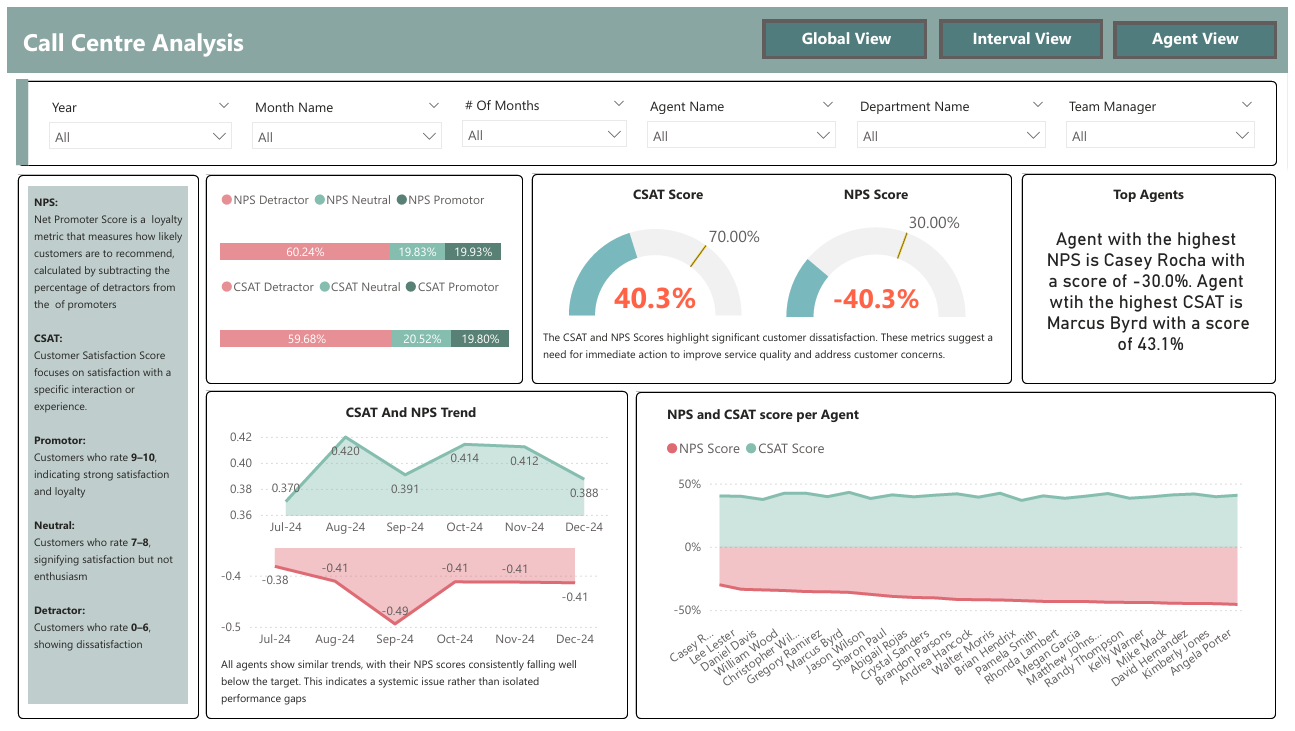 Call Centre Analysis
Global View
Interval View
Agent View
Year
Month Name
# Of Months
Agent Name
Department Name
Team Manager
All
All
All
All
All
All
NPS:
Net Promoter Score is a loyalty
metric that measures how likely
customers are to recommend,
calculated by subtracting the
percentage of detractors from
the of promoters
CSAT:
Customer Satisfaction Score
focuses on satisfaction with a
specific interaction or
experience.
Promotor:
Customers who rate 9–10,
indicating strong satisfaction
and loyalty
Neutral:
Customers who rate 7–8,
signifying satisfaction but not
enthusiasm
Detractor:
Customers who rate 0–6,
showing dissatisfaction
NPS Detractor NPS Neutral NPS Promotor
60.24% 19.83% 19.93%
CSAT Detractor CSAT Neutral CSAT Promotor
59.68% 20.52% 19.80%
CSAT Score
70.00%
40.3%
NPS Score
30.00%
-40.3%
The CSAT and NPS Scores highlight significant customer dissatisfaction. These metrics suggest a
need for immediate action to improve service quality and address customer concerns.
Top Agents
Agent with the highest
NPS is Casey Rocha with
a score of -30.0%. Agent
wtih the highest CSAT is
Marcus Byrd with a score
of 43.1%
CSAT And NPS Trend
0.42
0.40
0.38
0.36
0.370
0.420
0.391
0.414
0.412
0.388
Jul-24 Aug-24 Sep-24 Oct-24 Nov-24 Dec-24
-0.4
-0.5
-0.38
-0.41
-0.49
-0.41
-0.41
-0.41
Jul-24 Aug-24 Sep-24 Oct-24 Nov-24 Dec-24
All agents show similar trends, with their NPS scores consistently falling well
below the target. This indicates a systemic issue rather than isolated
performance gaps
NPS and CSAT score per Agent
NPS Score CSAT Score
50%
0%
-50%
Casey R...
Lee Lester
Daniel Davis
William Wood
Christopher Wil...
Gregory Ramirez
Marcus Byrd
Jason Wilson
Sharon Paul
Abigail Rojas
Crystal Sanders
Brandon Parsons
Andrea Hancock
Walter Morris
Brian Hendrix
Pamela Smith
Rhonda Lambert
Megan Garcia
Matthew Johns...
Randy Thompson
Kelly Warner
Mike Mack
David Hernandez
Kimberly Jones
Angela Porter